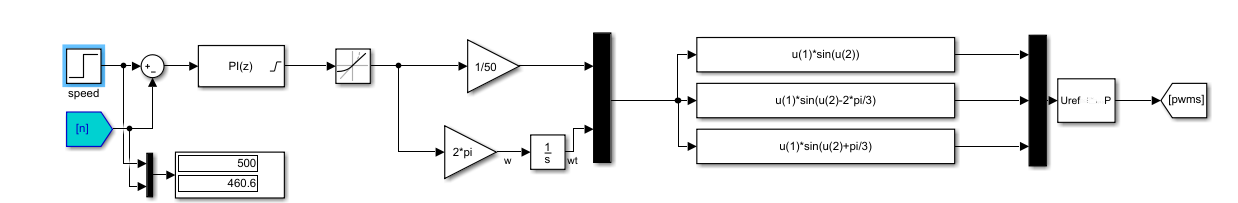 speed
[n]
+
−
PI(z)
500
460.6
1/50
2*pi
w
1
s
wt
u(1)*sin(u(2))
u(1)*sin(u(2)-2*pi/3)
u(1)*sin(u(2)+pi/3)
Uref P
[pwms]